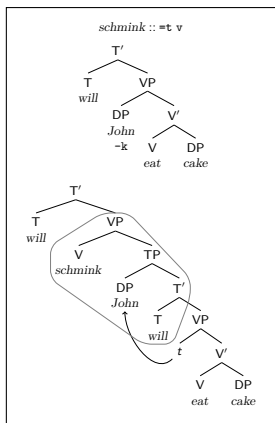 schmink :: =t v
T′
T VP
will
DP V′
John
-k V DP
eat cake
T′
T VP
will
V TP
schmink
DP T′
John
T VP
will
t V′
V DP
eat cake